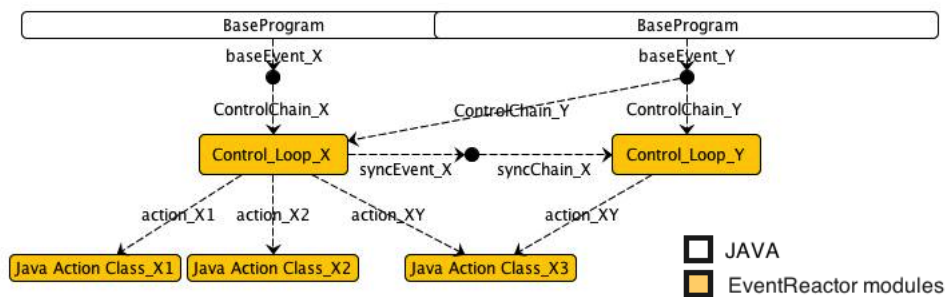 BaseProgram BaseProgram
baseEvent_X baseEvent_Y
ControlChain_X ControlChain_Y ControlChain_Y
Control_Loop_X Control_Loop_Y
syncEvent_X syncChain_X
action_X1 action_X2 action_XY action_XY
Java Action Class_X1 Java Action Class_X2 Java Action Class_X3
JAVA
EventReactor modules